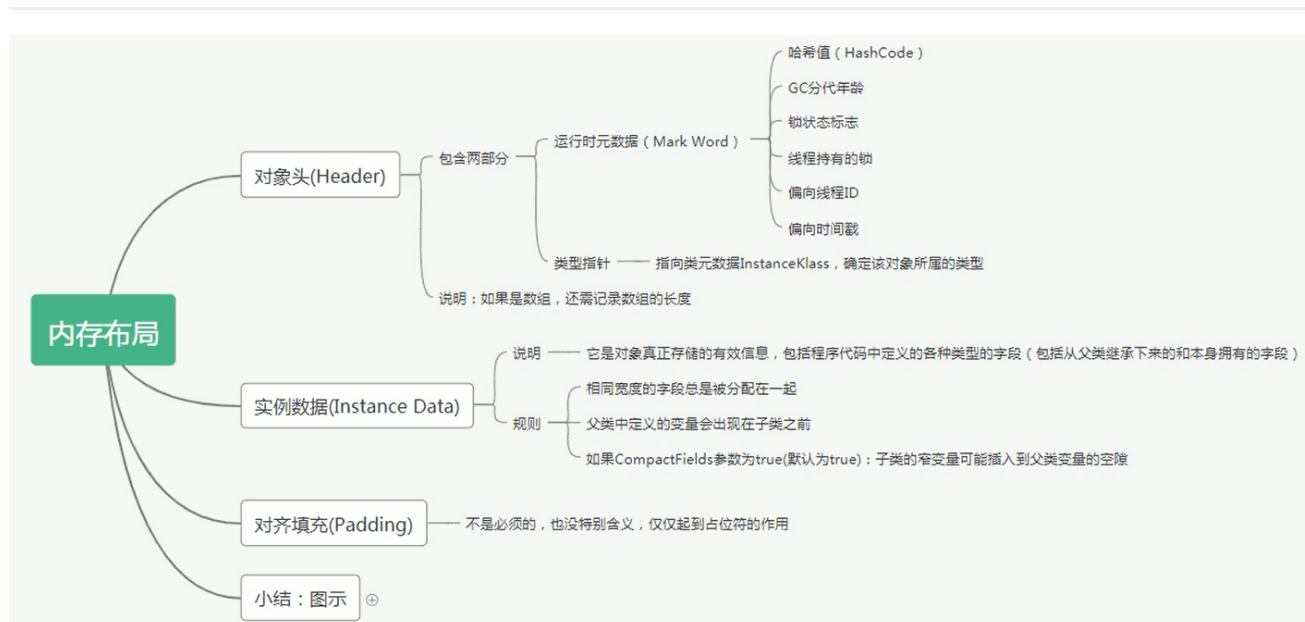 内存布局
对象头(Header)
包含两部分
运行时元数据（Mark Word）
哈希值（HashCode）
GC分代年龄
锁状态标志
线程持有的锁
偏向线程ID
偏向时间戳
类型指针
指向类元数据InstanceKlass，确定该对象所属的类型
说明：如果是数组，还需记录数组的长度
实例数据(Instance Data)
说明
它是对象真正存储的有效信息，包括程序代码中定义的各种类型的字段（包括从父类继承下来的和本身拥有的字段）
规则
相同宽度的字段总是被分配在一起
父类中定义的变量会出现在子类之前
如果CompactFields参数为true(默认为true)：子类的窄变量可能插入到父类变量的空隙
对齐填充(Padding)
不是必须的，也没特别含义，仅仅起到占位符的作用
小结：图示